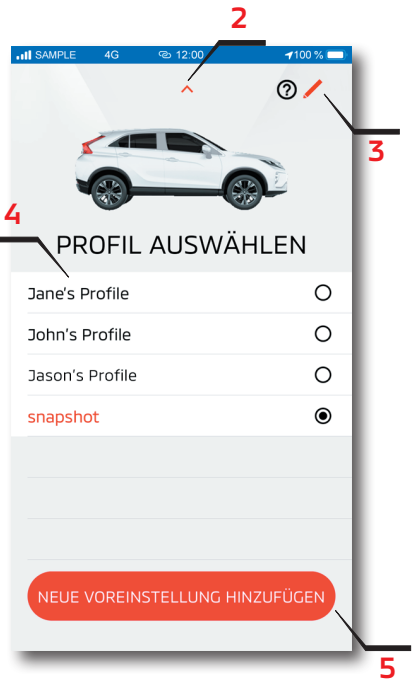 2
SAMPLE 4G 12:00 100 %
3
4
PROFIL AUSWÄHLEN
Jane's Profile
John's Profile
Jason's Profile
snapshot
NEUE VOREINSTELLUNG HINZUFÜGEN
5